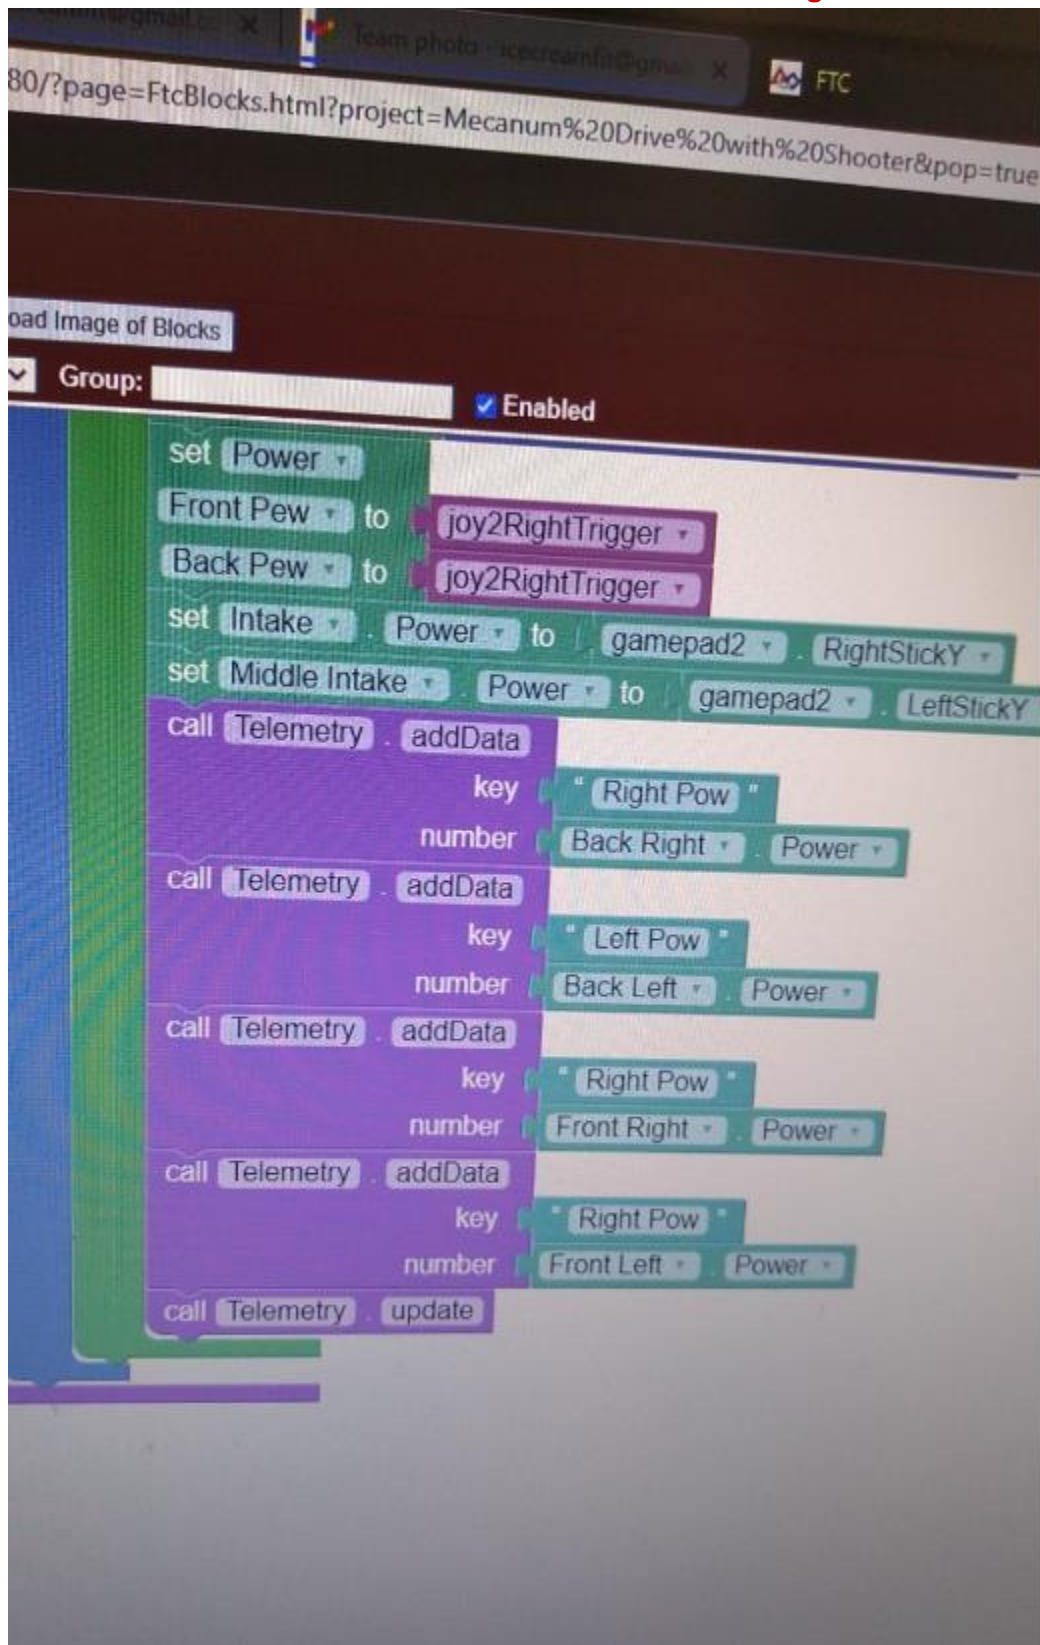 Team photo - icecreamfit@gmai
FTC
80/?page=FtcBlocks.html?project=Mecanum%20Drive%20with%20Shooter&pop=true
oad Image of Blocks
Group:
Enabled
set Power
Front Pew to joy2RightTrigger
Back Pew to joy2RightTrigger
set Intake . Power to gamepad2 . RightStickY
set Middle Intake . Power to gamepad2 . LeftStickY
call Telemetry . addData
key " Right Pow "
number Back Right . Power
call Telemetry . addData
key " Left Pow "
number Back Left . Power
call Telemetry . addData
key " Right Pow "
number Front Right . Power
call Telemetry . addData
key " Right Pow "
number Front Left . Power
call Telemetry . update